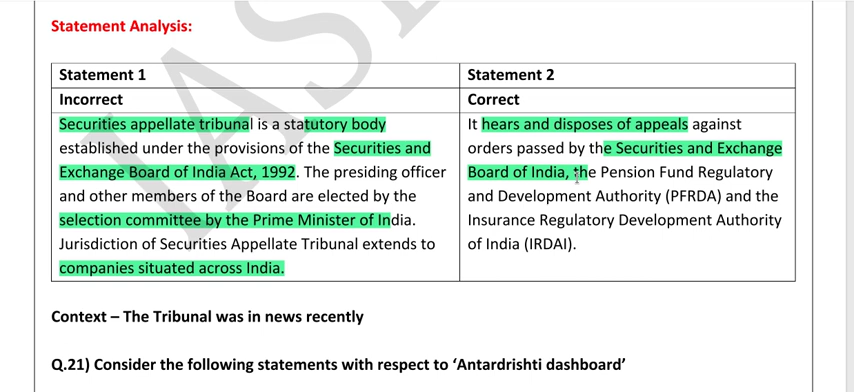 Statement Analysis:
Statement 1
Incorrect
Securities appellate tribunal is a statutory body
established under the provisions of the Securities and
Exchange Board of India Act, 1992. The presiding officer
and other members of the Board are elected by the
selection committee by the Prime Minister of India.
Jurisdiction of Securities Appellate Tribunal extends to
companies situated across India.
Statement 2
Correct
It hears and disposes of appeals against
orders passed by the Securities and Exchange
Board of India, the Pension Fund Regulatory
and Development Authority (PFRDA) and the
Insurance Regulatory Development Authority
of India (IRDAI).
Context – The Tribunal was in news recently
Q.21) Consider the following statements with respect to ‘Antardrishti dashboard’